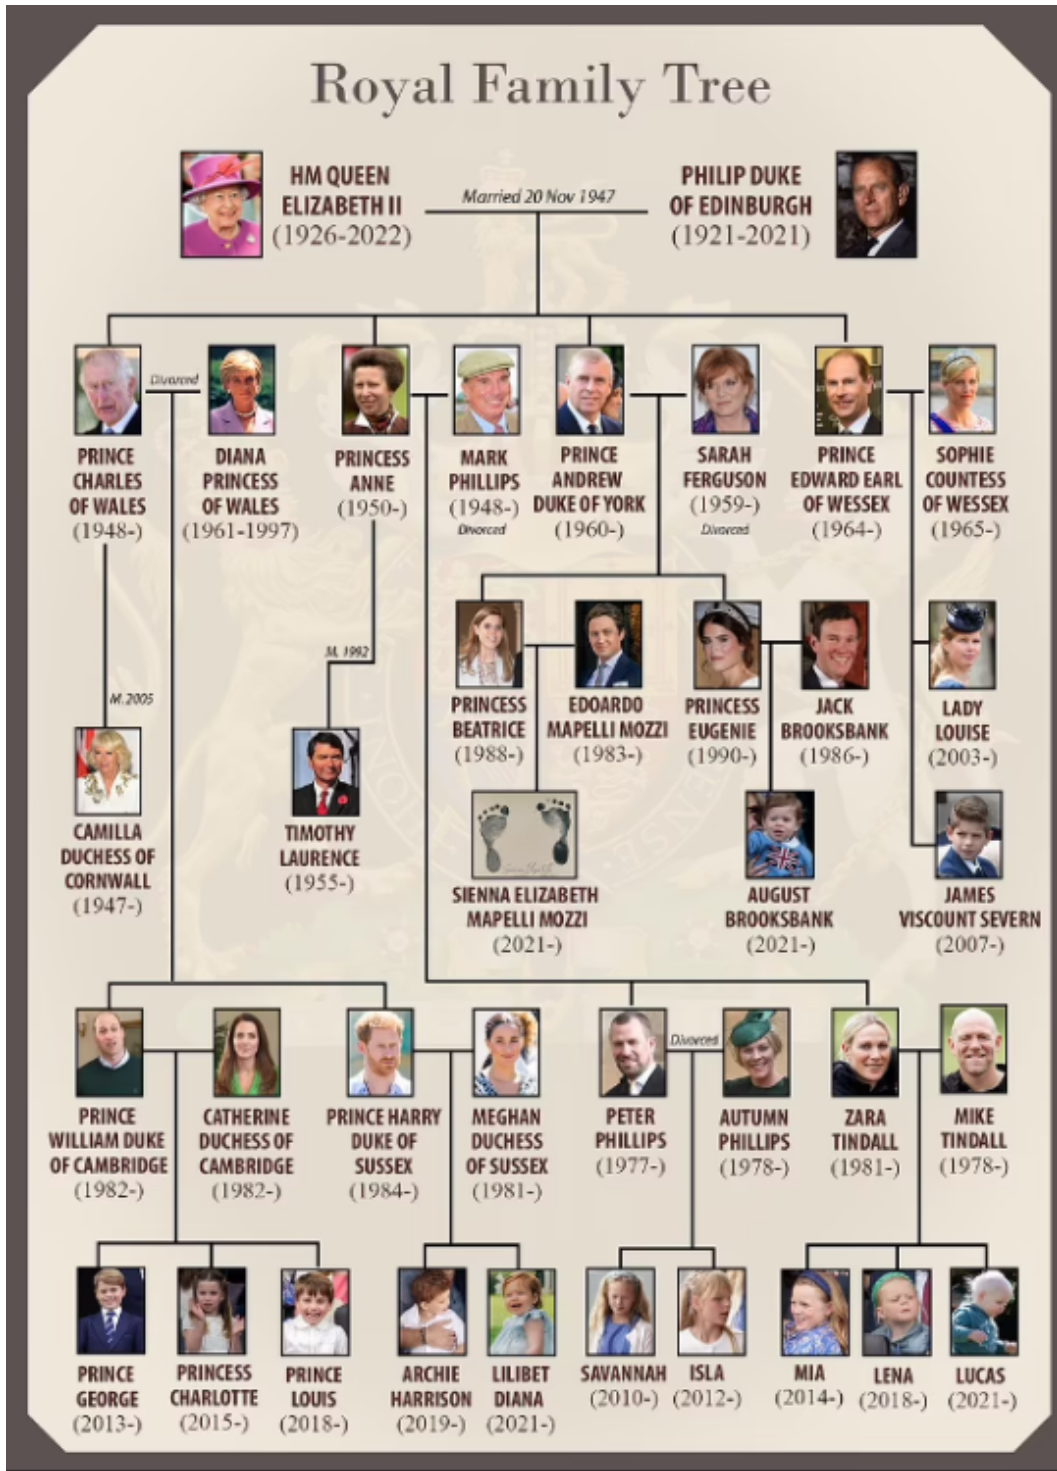 Royal Family Tree
HM QUEEN
ELIZABETH II
(1926-2022)
Married 20 Nov 1947
PHILIP DUKE
OF EDINBURGH
(1921-2021)
Divorced
PRINCE
CHARLES
OF WALES
(1948-)
DIANA
PRINCESS
OF WALES
(1961-1997)
PRINCESS
ANNE
(1950-)
MARK
PHILLIPS
(1948-)
Divorced
PRINCE
ANDREW
DUKE OF YORK
(1960-)
SARAH
FERGUSON
(1959-)
Divorced
PRINCE
EDWARD EARL
OF WESSEX
(1964-)
SOPHIE
COUNTESS
OF WESSEX
(1965-)
M. 1992
M.2005
PRINCESS
BEATRICE
(1988-)
EDOARDO
MAPELLI MOZZI
(1983-)
PRINCESS
EUGENIE
(1990-)
JACK
BROOKSBANK
(1986-)
LADY
LOUISE
(2003-)
CAMILLA
DUCHESS OF
CORNWALL
(1947-)
TIMOTHY
LAURENCE
(1955-)
SIENNA ELIZABETH
MAPELLI MOZZI
(2021-)
AUGUST
BROOKSBANK
(2021-)
JAMES
VISCOUNT SEVERN
(2007-)
Divorced
PRINCE
WILLIAM DUKE
OF CAMBRIDGE
(1982-)
CATHERINE
DUCHESS OF
CAMBRIDGE
(1982-)
PRINCE HARRY
DUKE OF
SUSSEX
(1984-)
MEGHAN
DUCHESS
OF SUSSEX
(1981-)
PETER
PHILLIPS
(1977-)
AUTUMN
PHILLIPS
(1978-)
ZARA
TINDALL
(1981-)
MIKE
TINDALL
(1978-)
PRINCE
GEORGE
(2013-)
PRINCESS
CHARLOTTE
(2015-)
PRINCE
LOUIS
(2018-)
ARCHIE
HARRISON
(2019-)
LILIBET
DIANA
(2021-)
SAVANNAH
(2010-)
ISLA
(2012-)
MIA
(2014-)
LENA
(2018-)
LUCAS
(2021-)